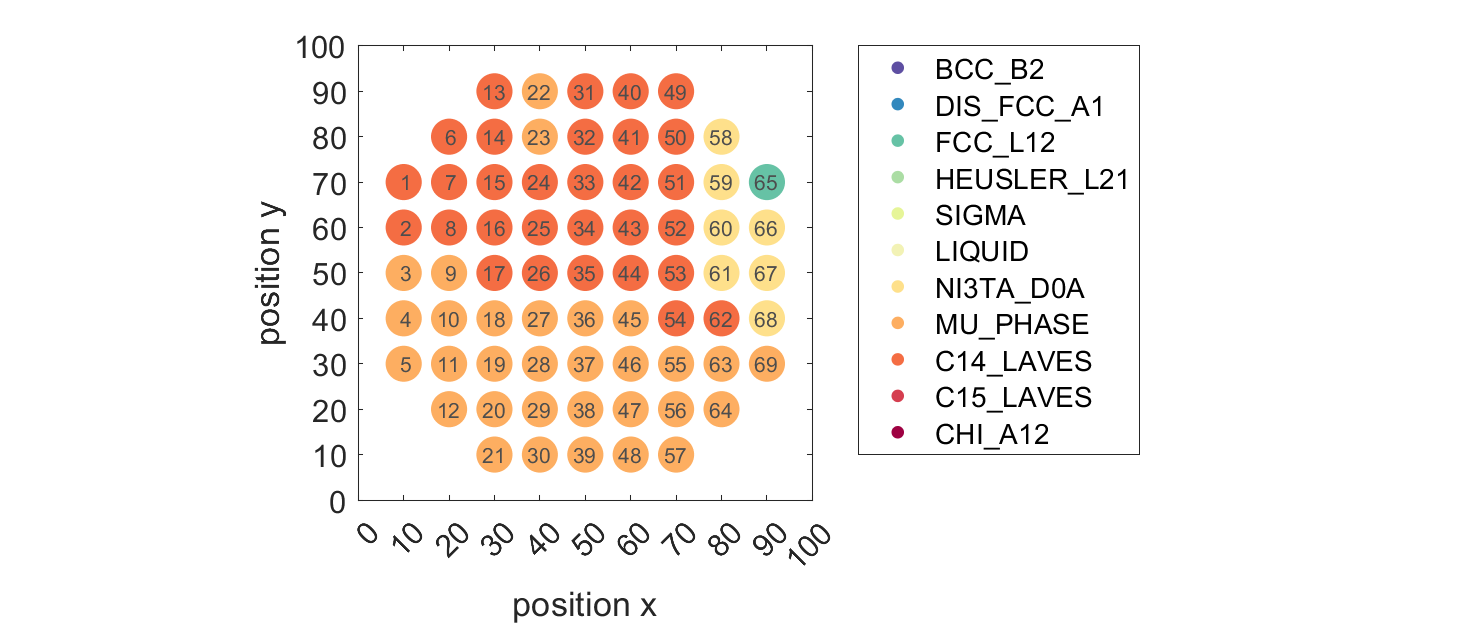 100
90
80
70
60
50
40
30
20
10
0
position y
13 22 31 40 49
6 14 23 32 41 50 58
1 7 15 24 33 42 51 59 65
2 8 16 25 34 43 52 60 66
3 9 17 26 35 44 53 61 67
4 10 18 27 36 45 54 62 68
5 11 19 28 37 46 55 63 69
12 20 29 38 47 56 64
21 30 39 48 57
0 10 20 30 40 50 60 70 80 90 100
position x
BCC_B2
DIS_FCC_A1
FCC_L12
HEUSLER_L21
SIGMA
LIQUID
NI3TA_D0A
MU_PHASE
C14_LAVES
C15_LAVES
CHI_A12